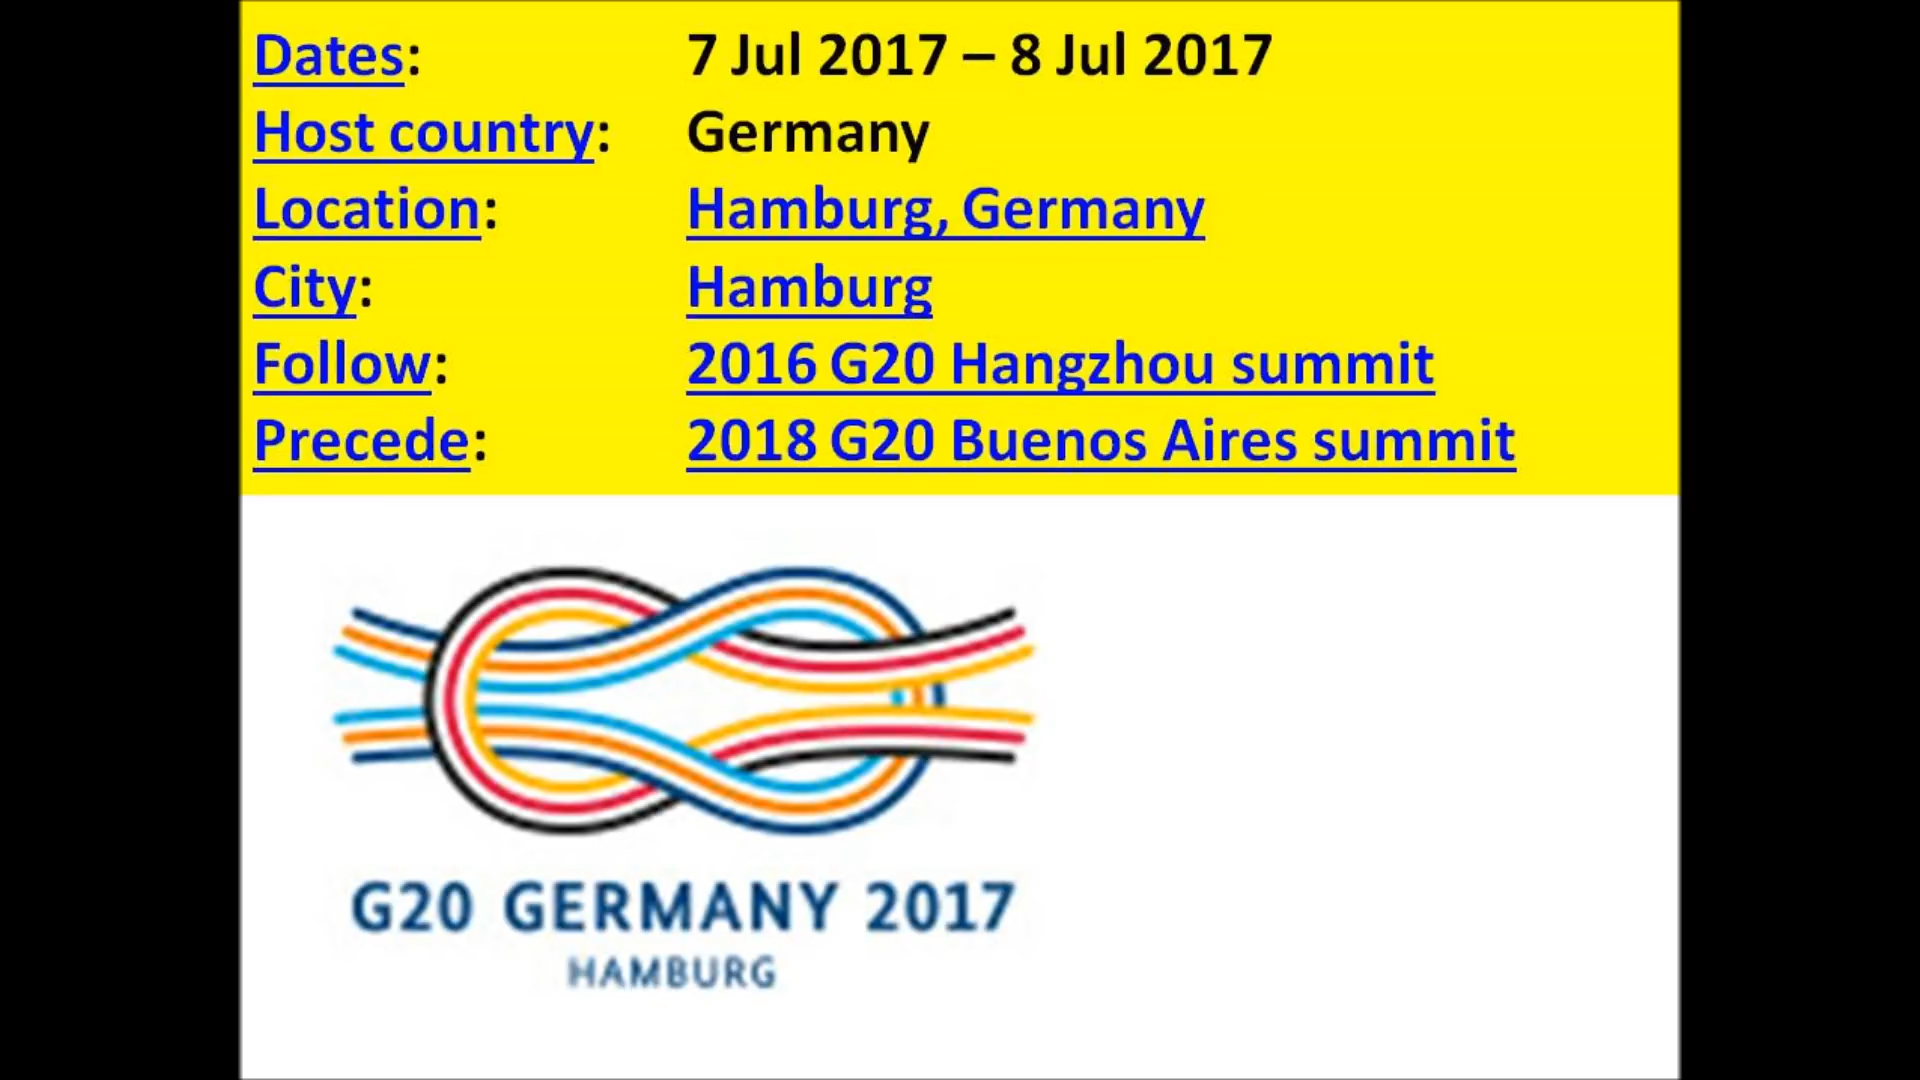 Dates: 7 Jul 2017 – 8 Jul 2017
Host country: Germany
Location: Hamburg, Germany
City: Hamburg
Follow: 2016 G20 Hangzhou summit
Precede: 2018 G20 Buenos Aires summit
G20 GERMANY 2017
HAMBURG